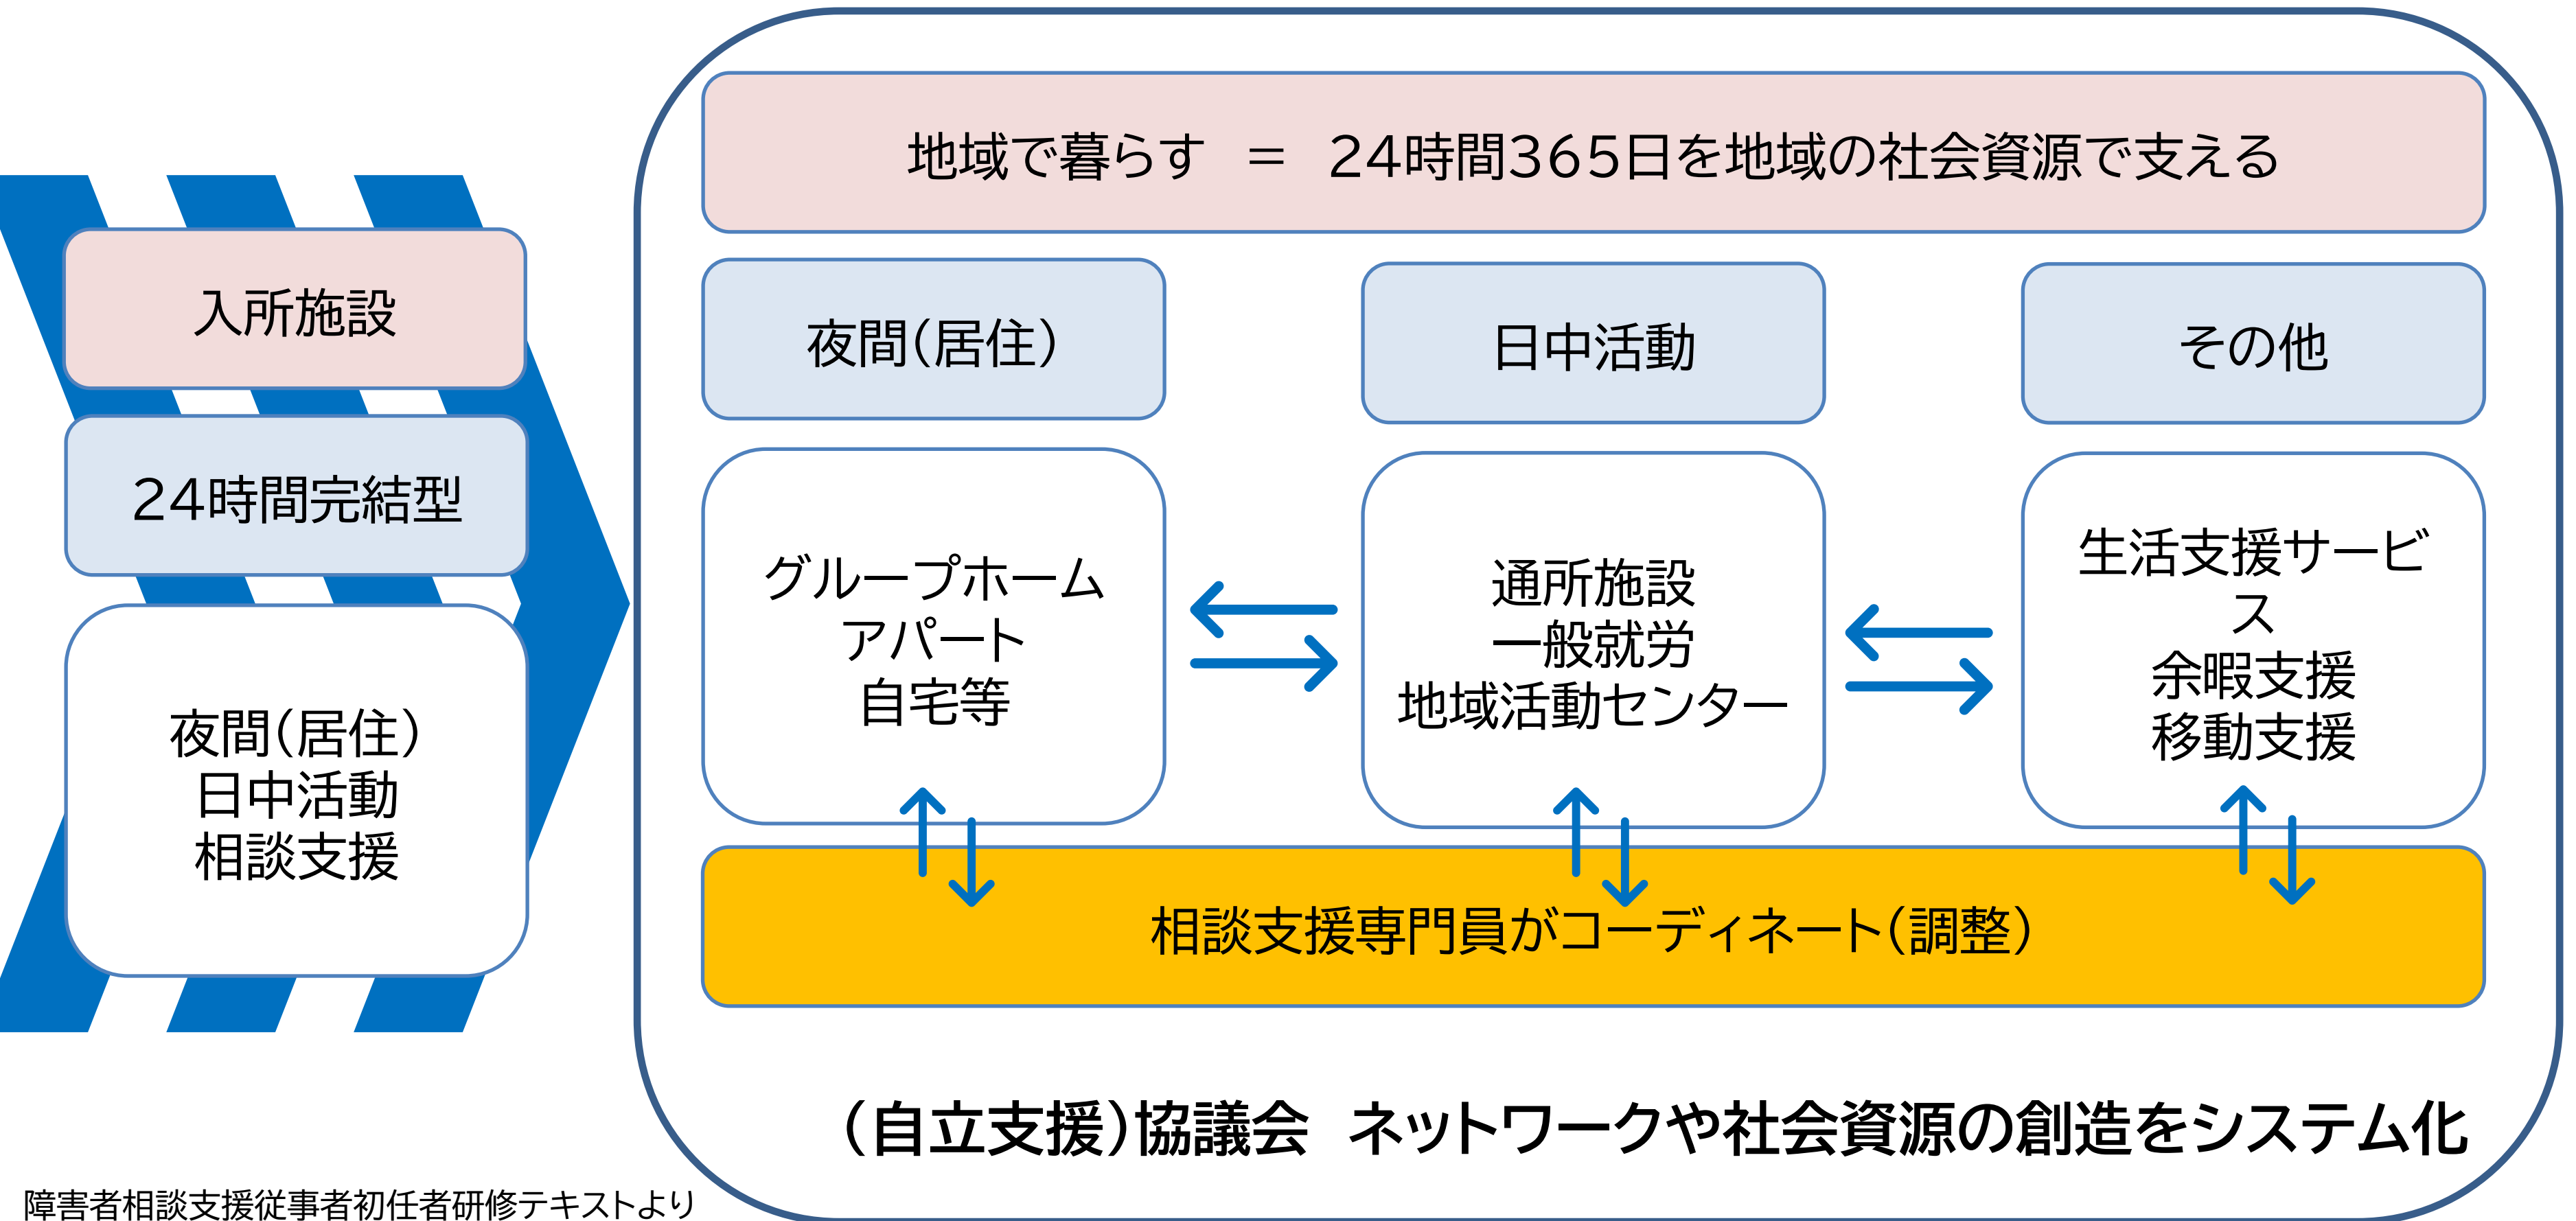 入所施設
24時間完結型
夜間(居住)
日中活動
相談支援
地域で暮らす ＝ 24時間365日を地域の社会資源で支える
夜間(居住)
日中活動
その他
グループホーム
アパート
自宅等
通所施設
一般就労
地域活動センター
生活支援サービ
ス
余暇支援
移動支援
相談支援専門員がコーディネート(調整)
(自立支援)協議会 ネットワークや社会資源の創造をシステム化
障害者相談支援従事者初任者研修テキストより